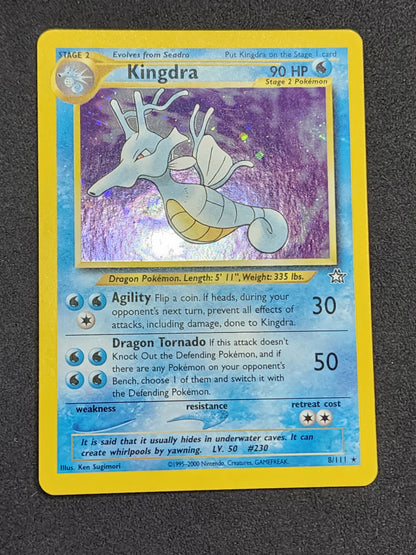 STAGE 2 Evolves from Seadra Put Kingdra on the Stage 1 card
Kingdra 90 HP
Stage 2 Pokémon
Dragon Pokémon. Length: 5' 11", Weight: 335 lbs.
Agility Flip a coin. If heads, during your
opponent's next turn, prevent all effects of
attacks, including damage, done to Kingdra.
30
Dragon Tornado If this attack doesn't
Knock Out the Defending Pokémon, and if
there are any Pokémon on your opponent's
Bench, choose 1 of them and switch it with
the Defending Pokémon.
50
weakness resistance retreat cost
It is said that it usually hides in underwater caves. It can
create whirlpools by yawning. LV. 50 #230
Illus. Ken Sugimori ©1995-2000 Nintendo, Creatures, GAMEFREAK. 8/111 ★